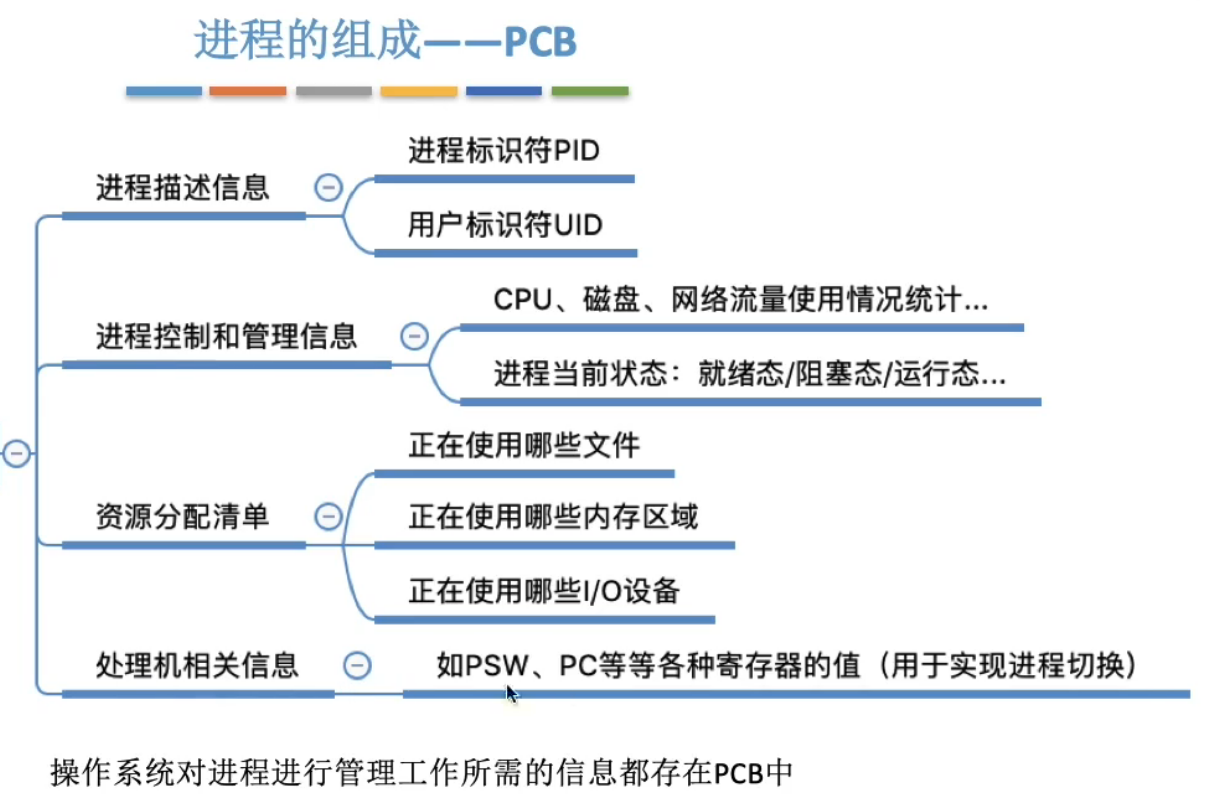 进程的组成——PCB
进程描述信息
进程标识符PID
用户标识符UID
进程控制和管理信息
CPU、磁盘、网络流量使用情况统计...
进程当前状态：就绪态/阻塞态/运行态...
资源分配清单
正在使用哪些文件
正在使用哪些内存区域
正在使用哪些I/O设备
处理机相关信息
如PSW、PC等等各种寄存器的值（用于实现进程切换）
操作系统对进程进行管理工作所需的信息都存在PCB中